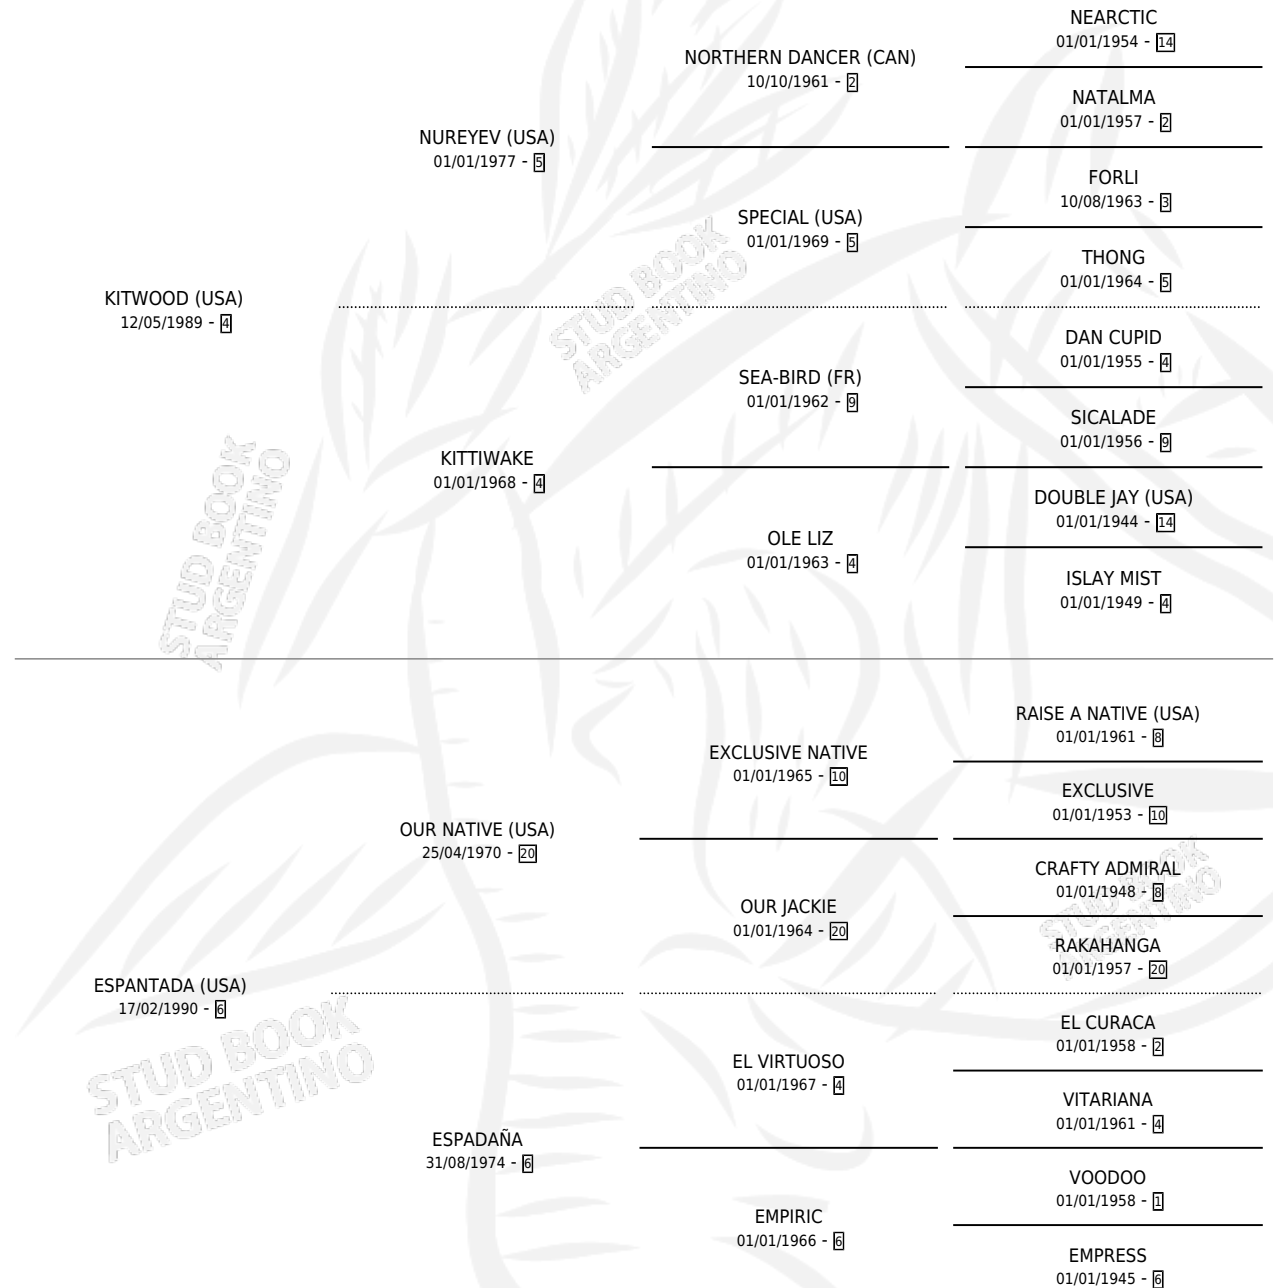 NEARCTIC
01/01/1954 - 14
NORTHERN DANCER (CAN)
10/10/1961 - 2
NATALMA
01/01/1957 - 2
NUREYEV (USA)
01/01/1977 - 5
FORLI
10/08/1963 - 3
SPECIAL (USA)
01/01/1969 - 5
THONG
01/01/1964 - 5
KITWOOD (USA)
12/05/1989 - 4
DAN CUPID
01/01/1955 - 4
SEA-BIRD (FR)
01/01/1962 - 9
SICALADE
01/01/1956 - 9
KITTIWAKE
01/01/1968 - 4
DOUBLE JAY (USA)
01/01/1944 - 14
OLE LIZ
01/01/1963 - 4
ISLAY MIST
01/01/1949 - 4
STUD BOOK
ARGENTINO
STUD BOOK
ARGENTINO
RAISE A NATIVE (USA)
01/01/1961 - 8
EXCLUSIVE NATIVE
01/01/1965 - 10
EXCLUSIVE
01/01/1953 - 10
OUR NATIVE (USA)
25/04/1970 - 20
CRAFTY ADMIRAL
01/01/1948 - 8
OUR JACKIE
01/01/1964 - 20
RAKAHANGA
01/01/1957 - 20
STUD BOOK
ARGENTINO
ESPANTADA (USA)
17/02/1990 - 6
EL CURACA
01/01/1958 - 2
EL VIRTUOSO
01/01/1967 - 4
VITARIANA
01/01/1961 - 4
STUD BOOK
ARGENTINO
ESPADAÑA
31/08/1974 - 6
VOODOO
01/01/1958 - 1
EMPIRIC
01/01/1966 - 6
EMPRESS
01/01/1945 - 6